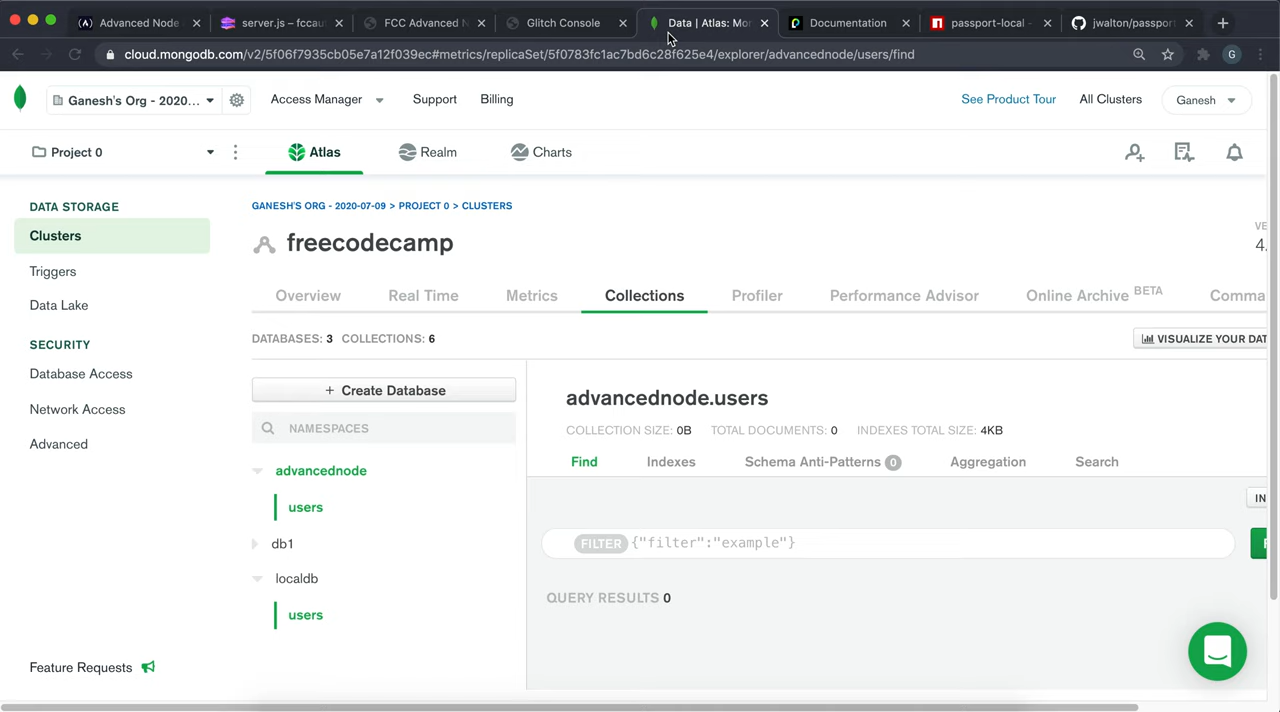 Advanced Node
server.js – fccau
FCC Advanced N
Glitch Console
Data | Atlas: Mon
Documentation
passport-local -
jwalton/passport
cloud.mongodb.com/v2/5f06f7935cb05e7a12f039ec#metrics/replicaSet/5f0783fc1ac7bd6c28f625e4/explorer/advancednode/users/find
G
Ganesh's Org - 2020...
Access Manager
Support
Billing
See Product Tour
All Clusters
Ganesh
Project 0
Atlas
Realm
Charts
DATA STORAGE
Clusters
Triggers
Data Lake
SECURITY
Database Access
Network Access
Advanced
Feature Requests
GANESH'S ORG - 2020-07-09 > PROJECT 0 > CLUSTERS
freecodecamp
VE
4.
Overview
Real Time
Metrics
Collections
Profiler
Performance Advisor
Online Archive BETA
Comma
DATABASES: 3 COLLECTIONS: 6
VISUALIZE YOUR DAT
+ Create Database
NAMESPACES
advancednode
users
db1
localdb
users
advancednode.users
COLLECTION SIZE: 0B TOTAL DOCUMENTS: 0 INDEXES TOTAL SIZE: 4KB
Find
Indexes
Schema Anti-Patterns 0
Aggregation
Search
IN
FILTER {"filter":"example"}
F
QUERY RESULTS 0